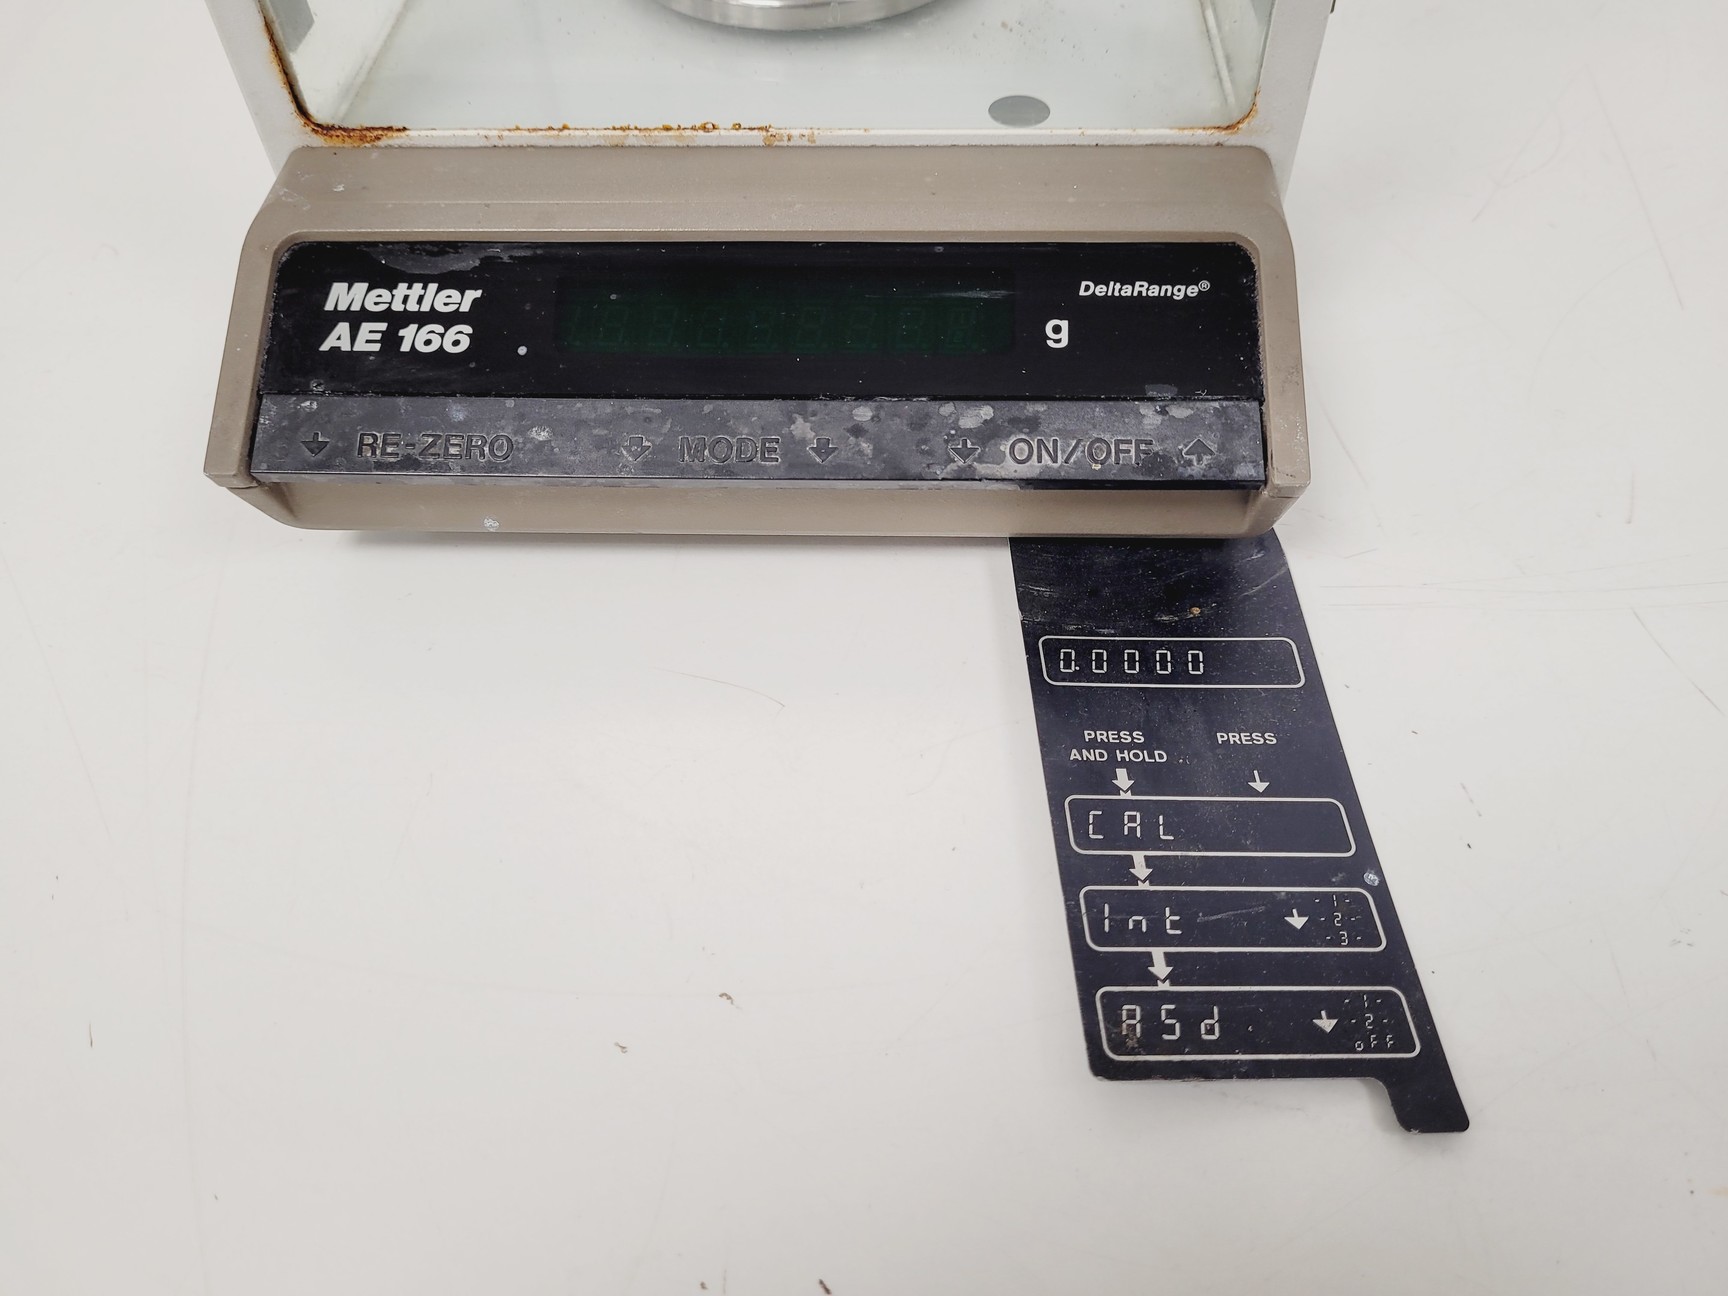 Mettler
AE 166
DeltaRange®
g
RE-ZERO
MODE
ON/OFF
0.0000
PRESS
AND HOLD
PRESS
CAL
Int
-1-
-2-
-3-
ASd
-1-
-2-
oFF